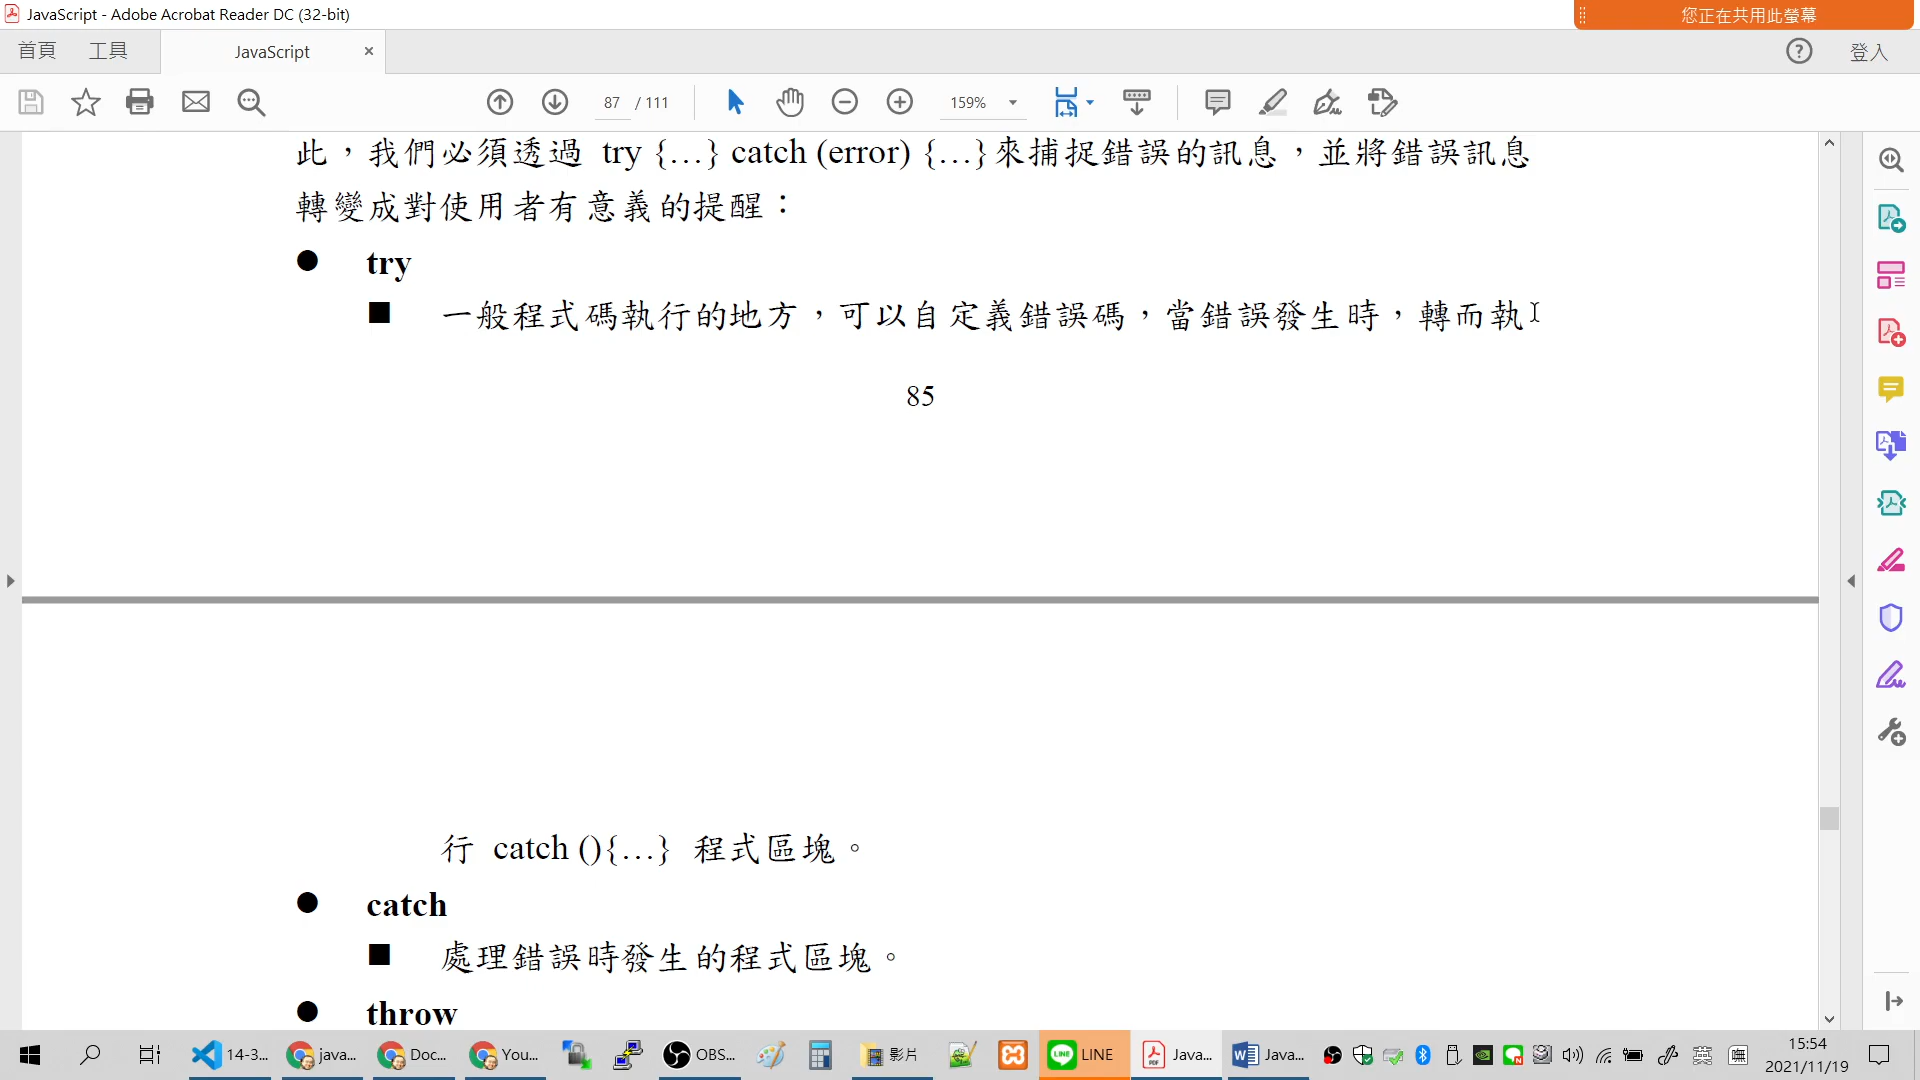 JavaScript - Adobe Acrobat Reader DC (32-bit)
您正在共用此螢幕
首頁 工具 JavaScript × 登入
87 / 111 159%
此，我們必須透過 try {…} catch (error) {…}來捕捉錯誤的訊息，並將錯誤訊息
轉變成對使用者有意義的提醒：
● try
■ 一般程式碼執行的地方，可以自定義錯誤碼，當錯誤發生時，轉而執
85
行 catch (){…} 程式區塊。
● catch
■ 處理錯誤時發生的程式區塊。
● throw
14-3... java... Doc... You... OBS... 影片 LINE Java... Java... 英 15:54
2021/11/19